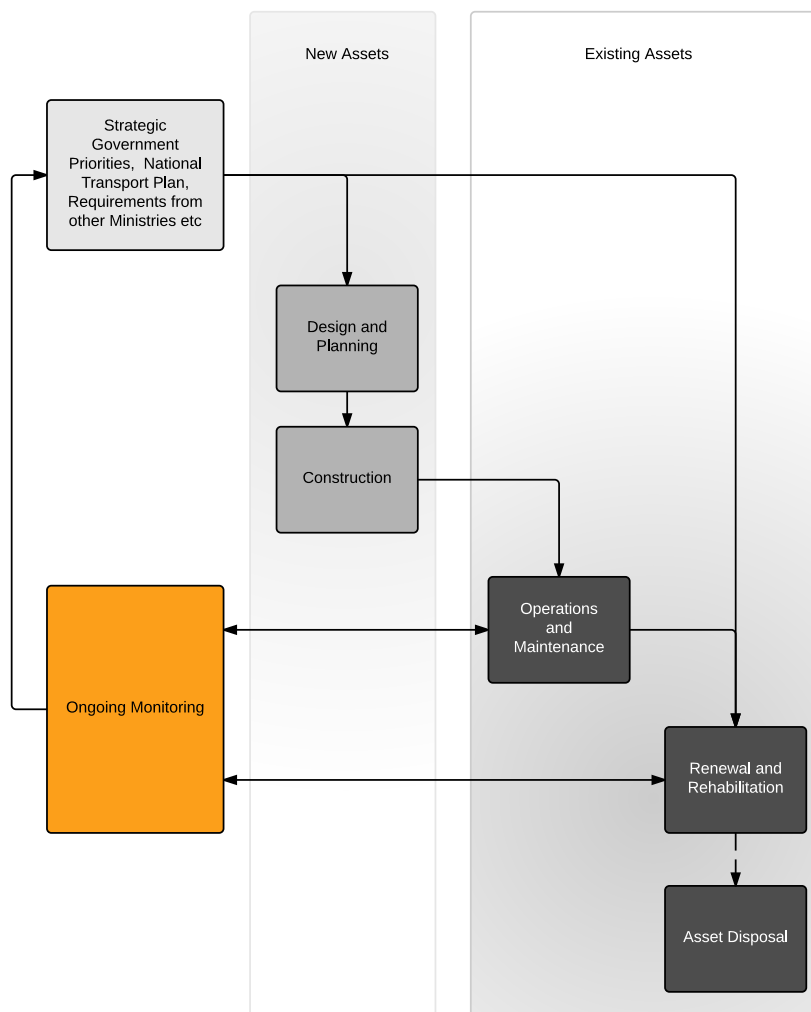 New Assets
Existing Assets
Strategic
Government
Priorities,  National
Transport Plan,
Requirements from
other Ministries etc
Design and
Planning
Construction
Operations
and
Maintenance
Ongoing Monitoring
Renewal and
Rehabilitation
Asset Disposal